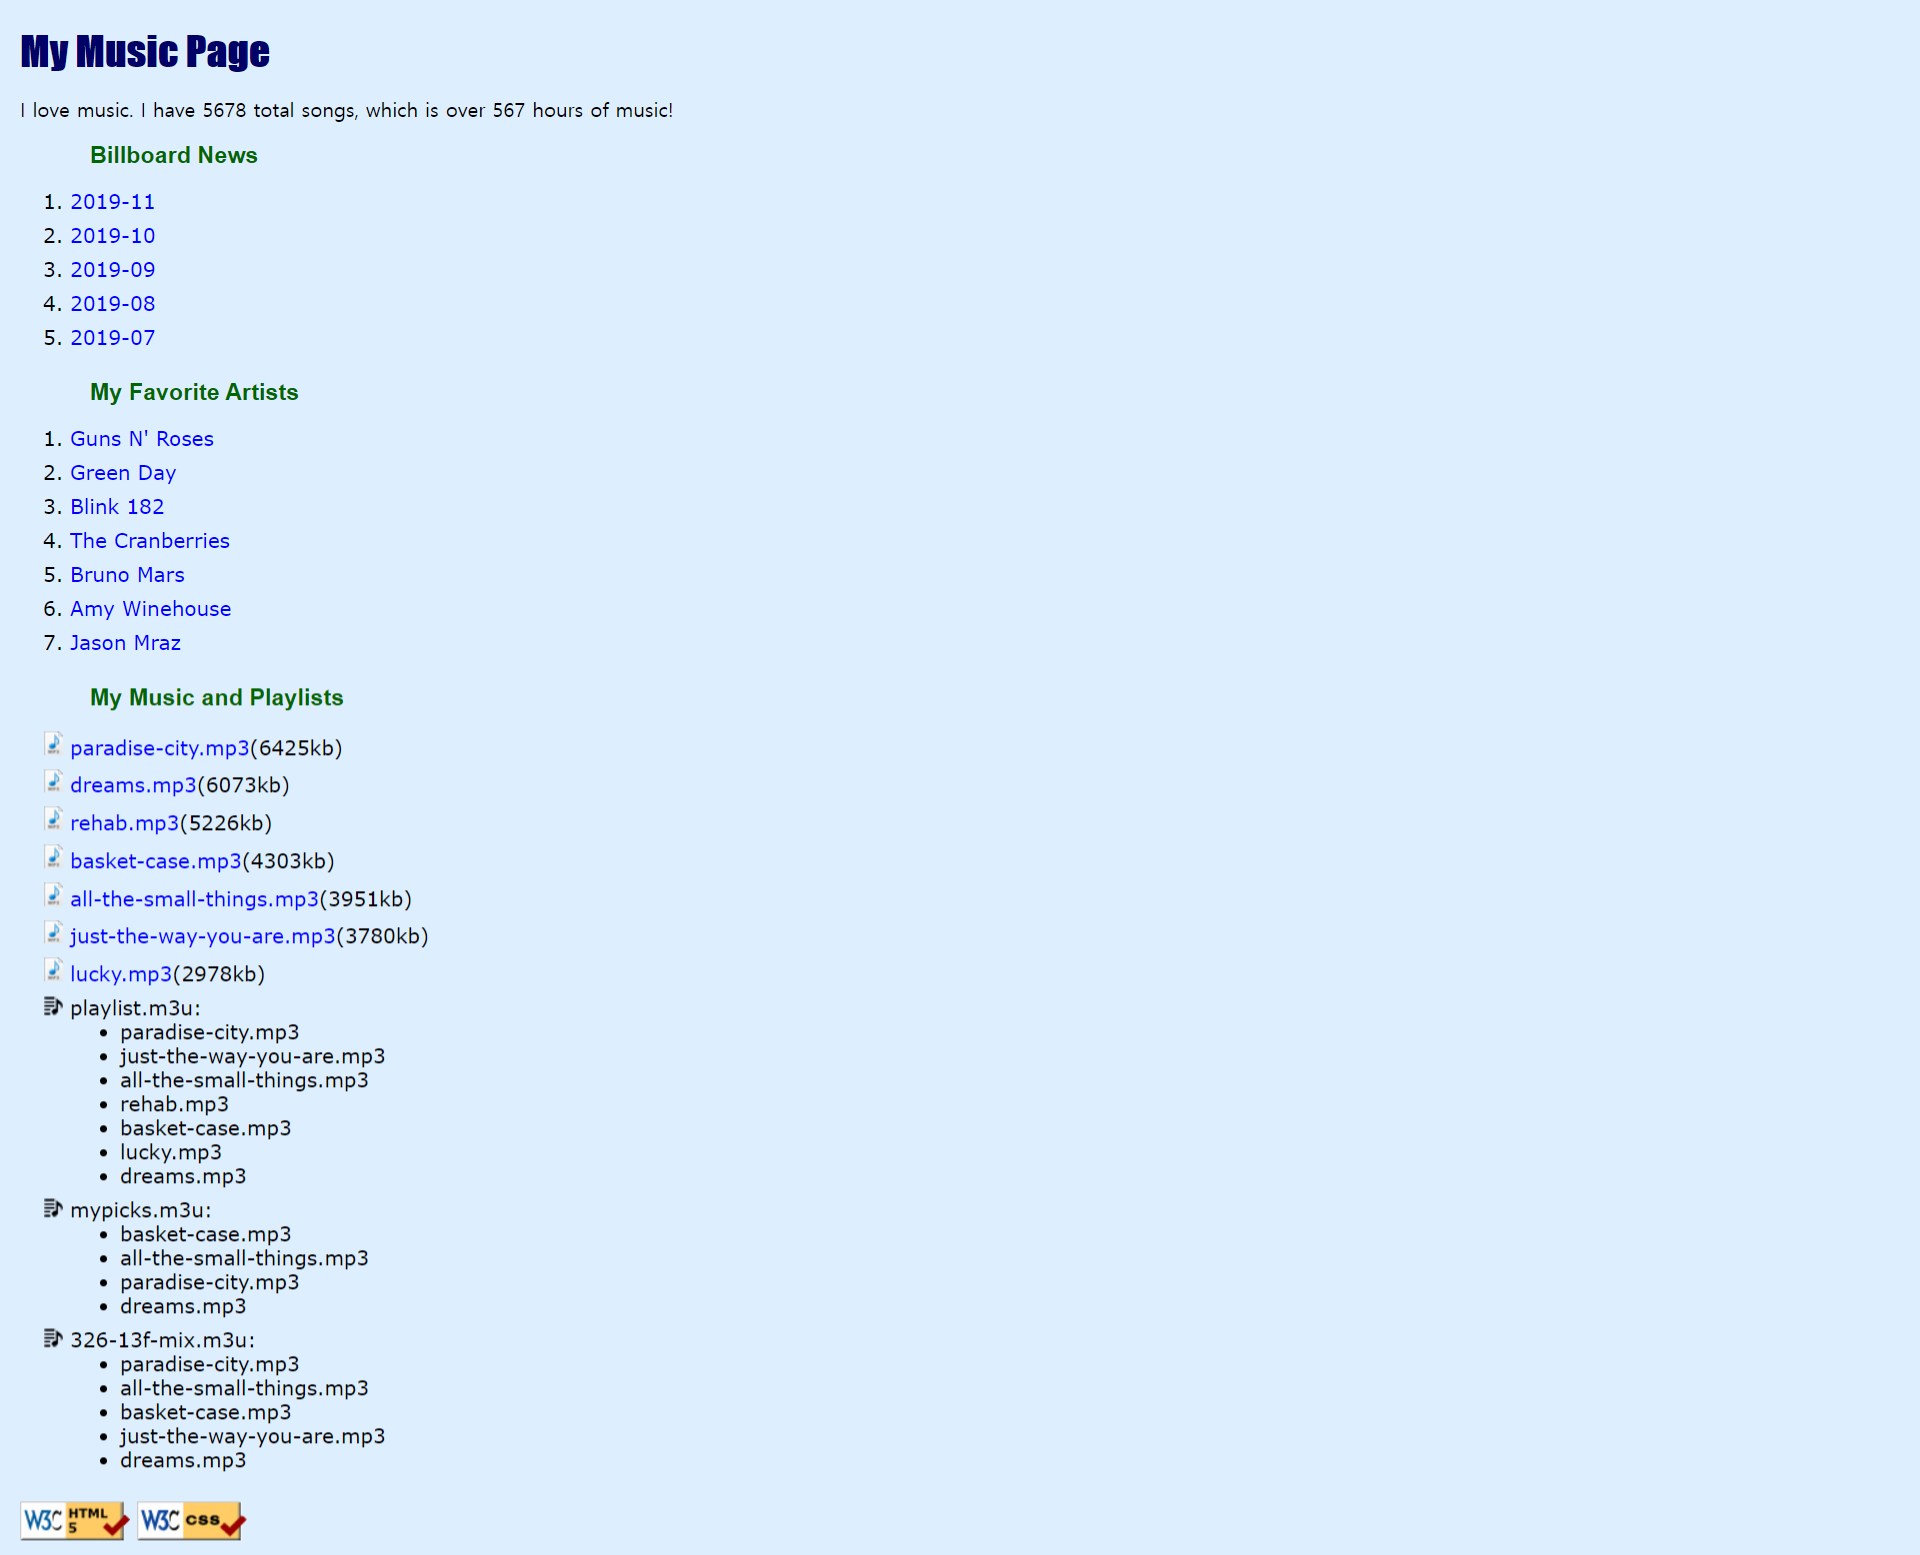 My Music Page
I love music. I have 5678 total songs, which is over 567 hours of music!
Billboard News
1. 2019-11
2. 2019-10
3. 2019-09
4. 2019-08
5. 2019-07
My Favorite Artists
1. Guns N' Roses
2. Green Day
3. Blink 182
4. The Cranberries
5. Bruno Mars
6. Amy Winehouse
7. Jason Mraz
My Music and Playlists
paradise-city.mp3(6425kb)
dreams.mp3(6073kb)
rehab.mp3(5226kb)
basket-case.mp3(4303kb)
all-the-small-things.mp3(3951kb)
just-the-way-you-are.mp3(3780kb)
lucky.mp3(2978kb)
playlist.m3u:
• paradise-city.mp3
• just-the-way-you-are.mp3
• all-the-small-things.mp3
• rehab.mp3
• basket-case.mp3
• lucky.mp3
• dreams.mp3
mypicks.m3u:
• basket-case.mp3
• all-the-small-things.mp3
• paradise-city.mp3
• dreams.mp3
326-13f-mix.m3u:
• paradise-city.mp3
• all-the-small-things.mp3
• basket-case.mp3
• just-the-way-you-are.mp3
• dreams.mp3
W3C HTML 5 W3C css